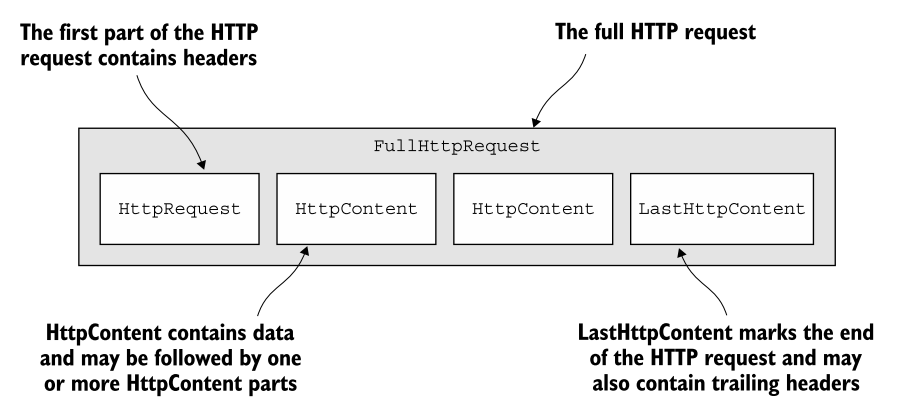 The first part of the HTTP
request contains headers
The full HTTP request
FullHttpRequest
HttpRequest
HttpContent
HttpContent
LastHttpContent
HttpContent contains data
and may be followed by one
or more HttpContent parts
LastHttpContent marks the end
of the HTTP request and may
also contain trailing headers